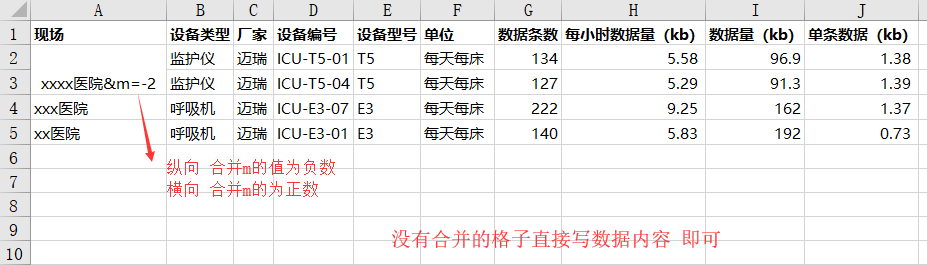 A B C D E F G H I J
1 现场 设备类型 厂家 设备编号 设备型号 单位 数据条数 每小时数据量（kb） 数据量（kb） 单条数据（kb）
2 监护仪 迈瑞 ICU-T5-01 T5 每天每床 134 5.58 96.9 1.38
3 xxxx医院&m=-2 监护仪 迈瑞 ICU-T5-04 T5 每天每床 127 5.29 91.3 1.39
4 xxx医院 呼吸机 迈瑞 ICU-E3-07 E3 每天每床 222 9.25 162 1.37
5 xx医院 呼吸机 迈瑞 ICU-E3-01 E3 每天每床 140 5.83 192 0.73
6 纵向 合并m的值为负数
7 横向 合并m的为正数
8
9 没有合并的格子直接写数据内容 即可
10